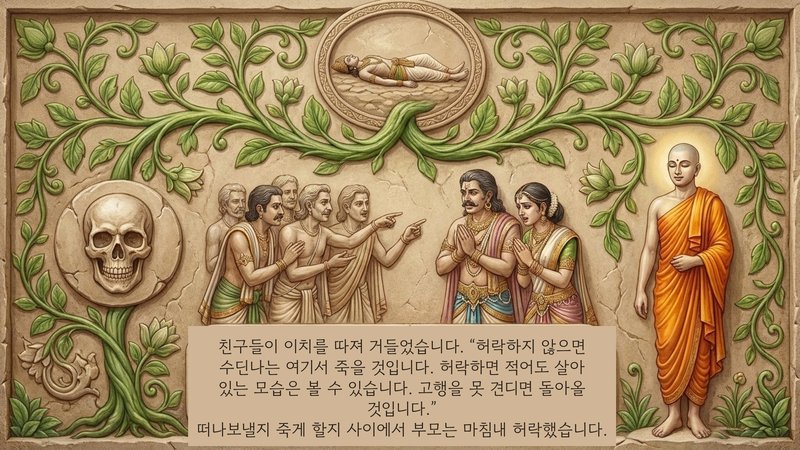 친구들이 이치를 따져 거들었습니다. “허락하지 않으면
수딘나는 여기서 죽을 것입니다. 허락하면 적어도 살아
있는 모습은 볼 수 있습니다. 고행을 못 견디면 돌아올
것입니다.”
떠나보낼지 죽게 할지 사이에서 부모는 마침내 허락했습니다.